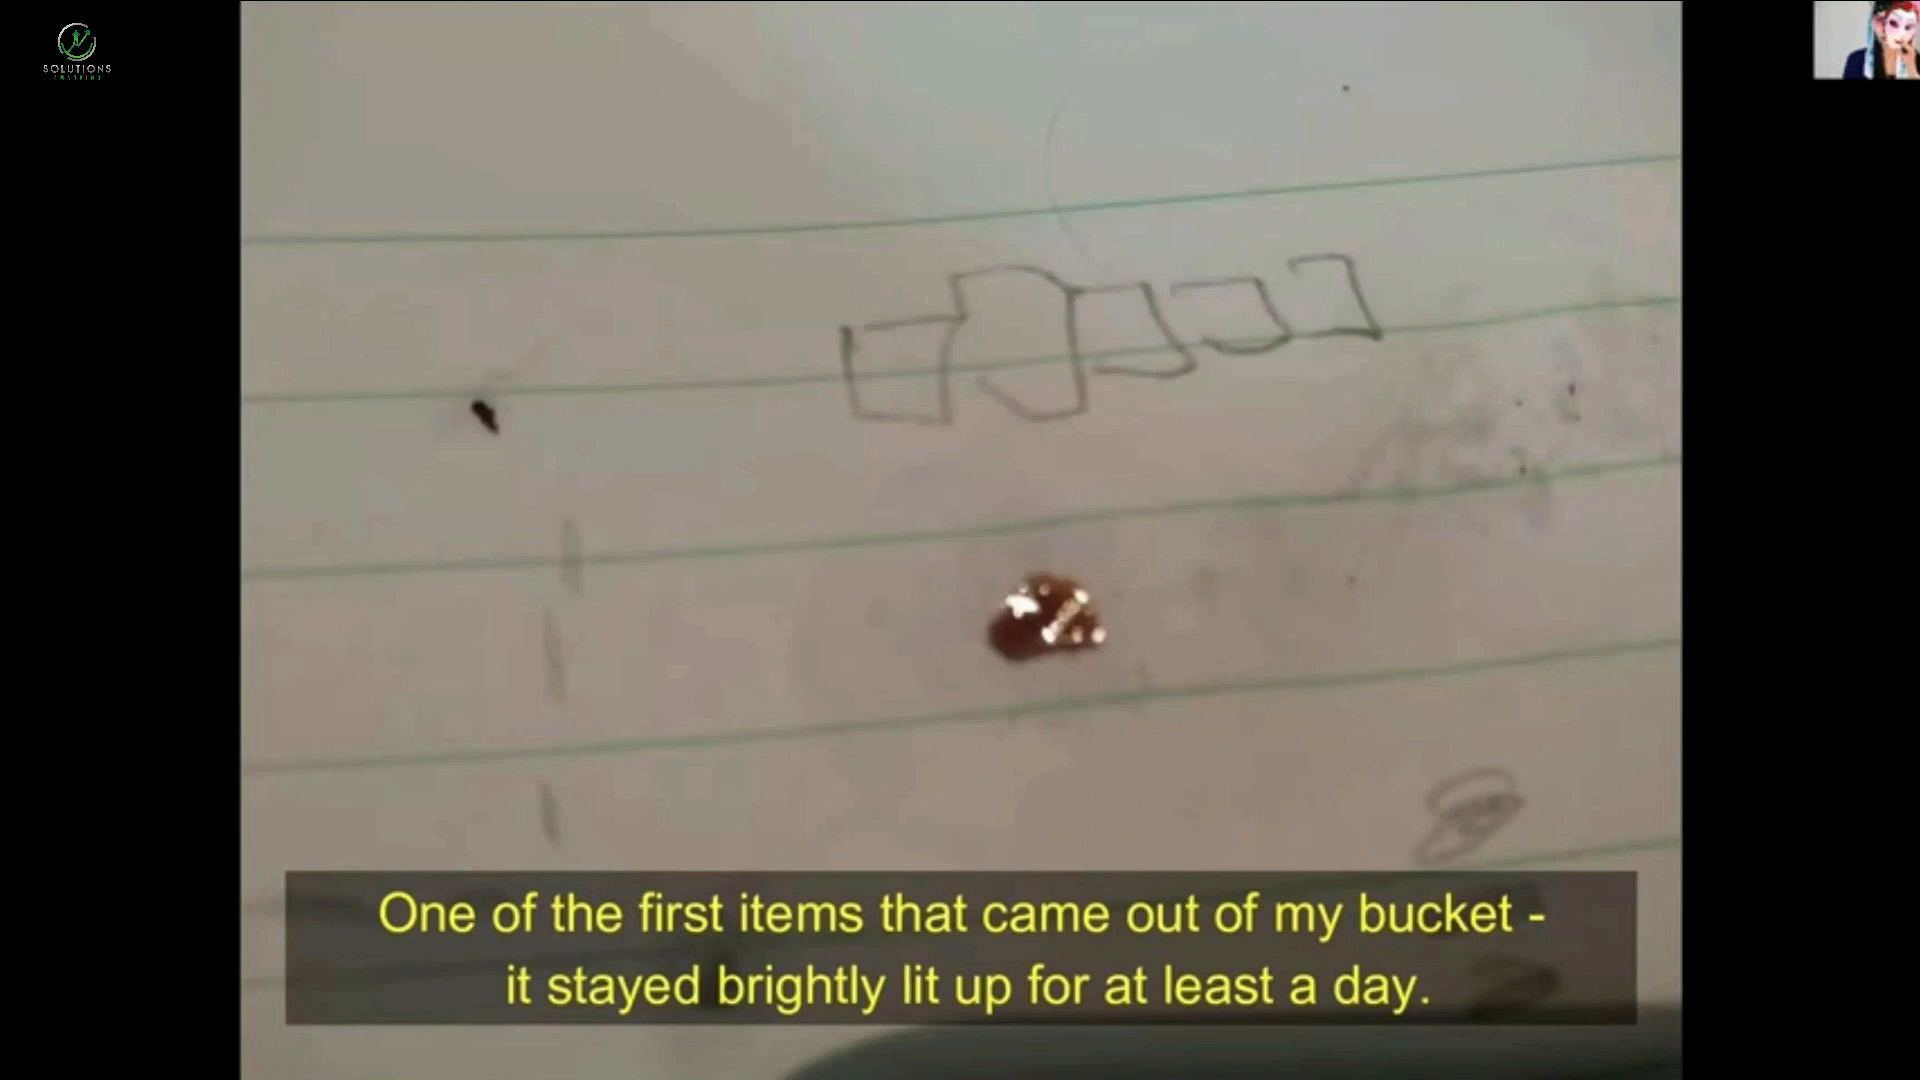 SOLUTIONS
One of the first items that came out of my bucket -
it stayed brightly lit up for at least a day.